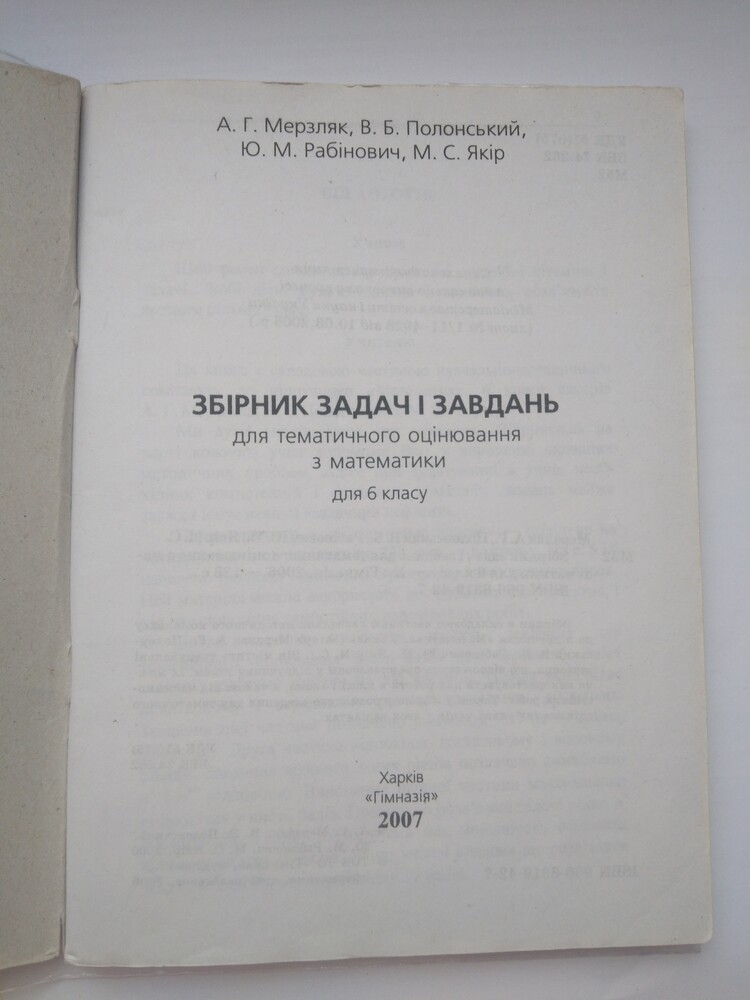 А. Г. Мерзляк, В. Б. Полонський,
Ю. М. Рабінович, М. С. Якір
ЗБІРНИК ЗАДАЧ І ЗАВДАНЬ
для тематичного оцінювання
з математики
для 6 класу
Харків
«Гімназія»
2007